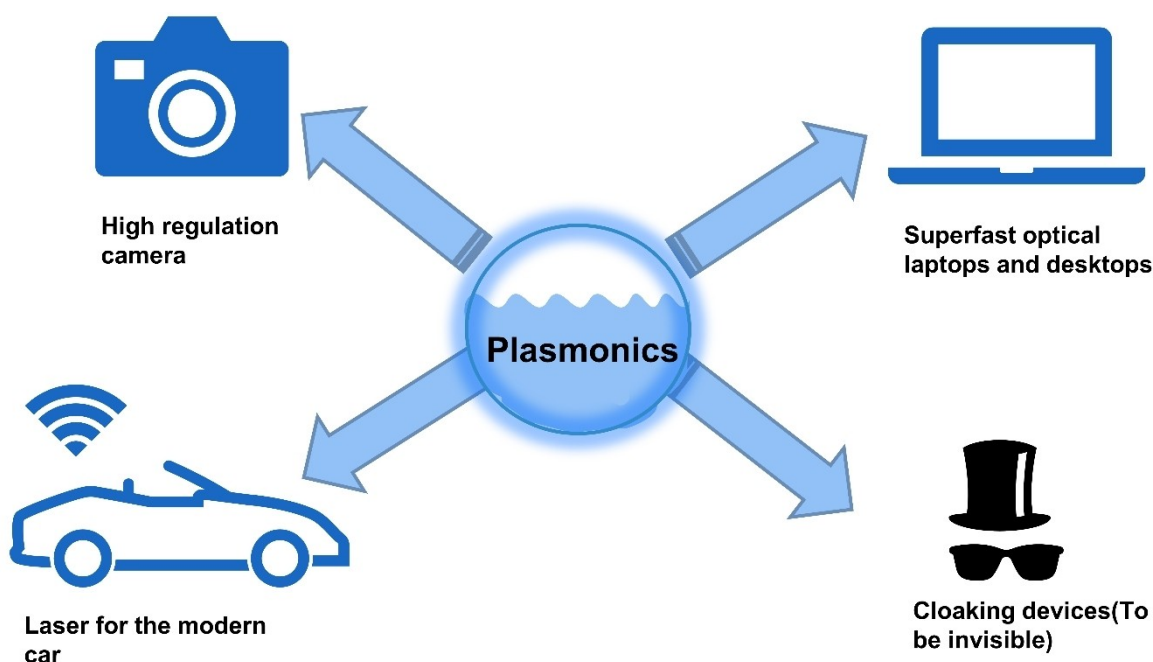 High regulation
camera
Superfast optical
laptops and desktops
Plasmonics
Laser for the modern
car
Cloaking devices(To
be invisible)